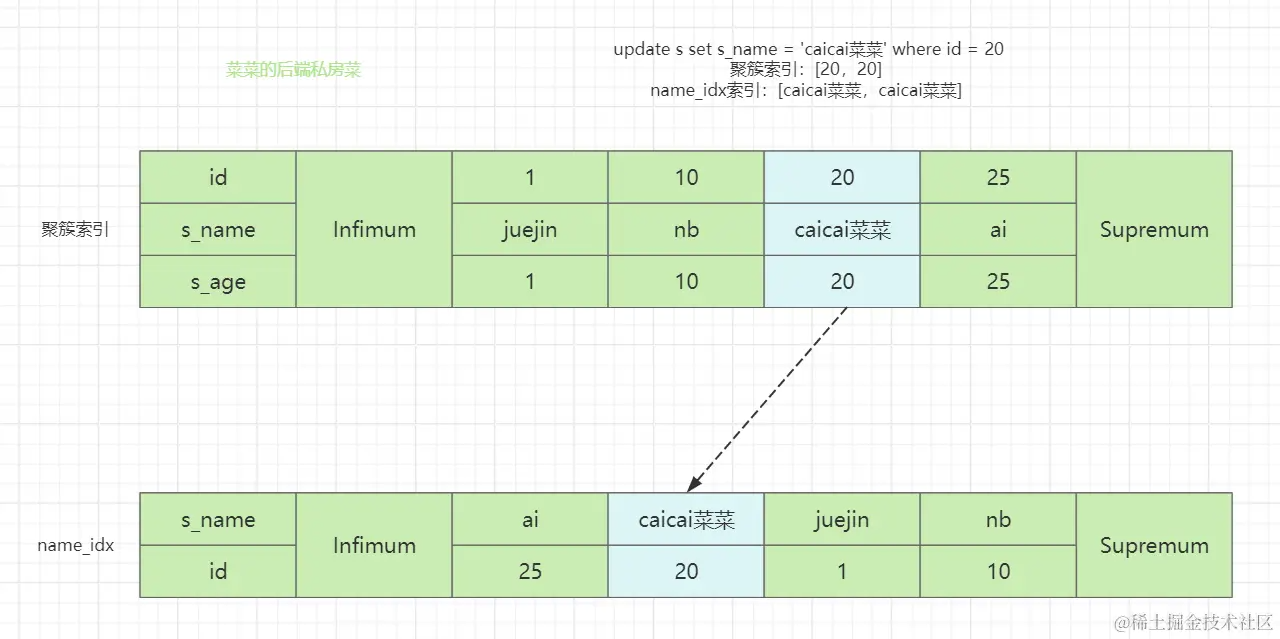 菜菜的后端私房菜
update s set s_name = 'caicai菜菜' where id = 20
聚簇索引：[20，20]
name_idx索引：[caicai菜菜，caicai菜菜]
聚簇索引
id Infimum 1 10 20 25 Supremum
s_name juejin nb caicai菜菜 ai
s_age 1 10 20 25
name_idx
s_name Infimum ai caicai菜菜 juejin nb Supremum
id 25 20 1 10
@稀土掘金技术社区